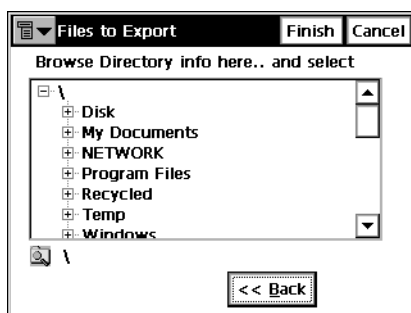 Files to Export Finish Cancel
Browse Directory info here.. and select
\
Disk
My Documents
NETWORK
Program Files
Recycled
Temp
Windows
\
<< Back